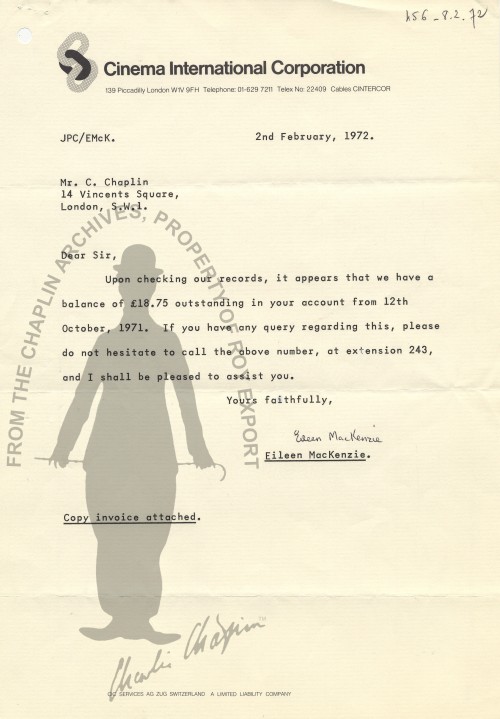 h56_8.2.72
Cinema International Corporation
139 Piccadilly London W1V 9FH Telephone: 01-629 7211 Telex No: 22409 Cables CINTERCOR
JPC/EMcK.
2nd February, 1972.
Mr. C. Chaplin
14 Vincents Square,
London, S.W.1.
Dear Sir,
Upon checking our records, it appears that we have a
balance of £18.75 outstanding in your account from 12th
October, 1971. If you have any query regarding this, please
do not hesitate to call the above number, at extension 243,
and I shall be pleased to assist you.
Yours faithfully,
Eileen MacKenzie
Eileen MacKenzie.
Copy invoice attached.
FROM THE CHAPLIN ARCHIVES, PROPERTY OF ROY EXPORT
Charlie Chaplin™
CIC SERVICES AG ZUG SWITZERLAND A LIMITED LIABILITY COMPANY